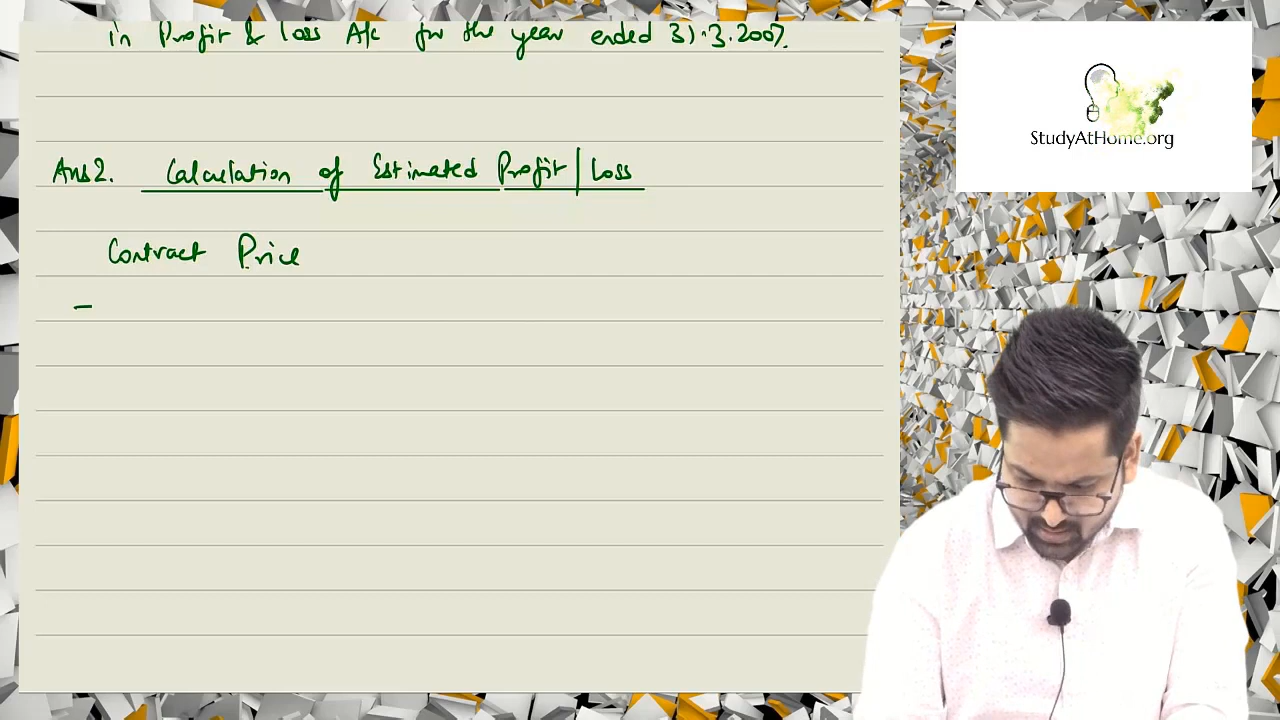 in Profit & loss A/c for the year ended 31.3.2007.
StudyAtHome.org
Ans 2. Calculation of Estimated Profit/Loss
Contract Price
-